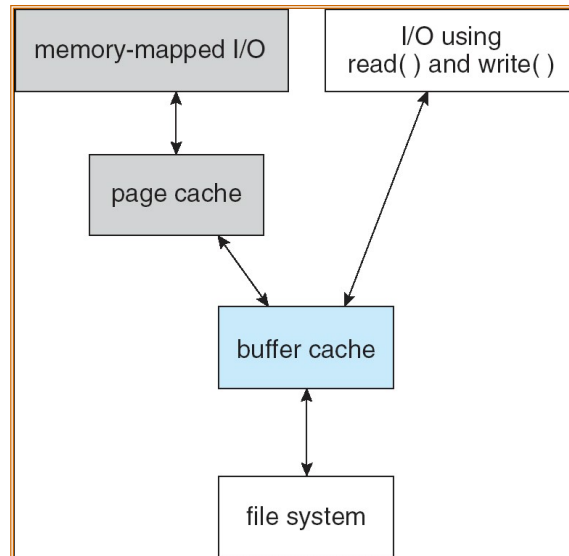 memory-mapped I/O
I/O using
read( ) and write( )
page cache
buffer cache
file system